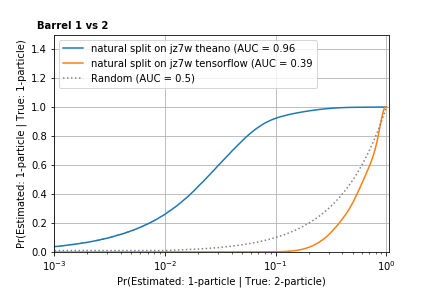 Barrel 1 vs 2
natural split on jz7w theano (AUC = 0.96
natural split on jz7w tensorflow (AUC = 0.39
Random (AUC = 0.5)
Pr(Estimated: 1-particle | True: 1-particle)
1.4
1.2
1.0
0.8
0.6
0.4
0.2
0.0
10⁻³ 10⁻² 10⁻¹ 10⁰
Pr(Estimated: 1-particle | True: 2-particle)